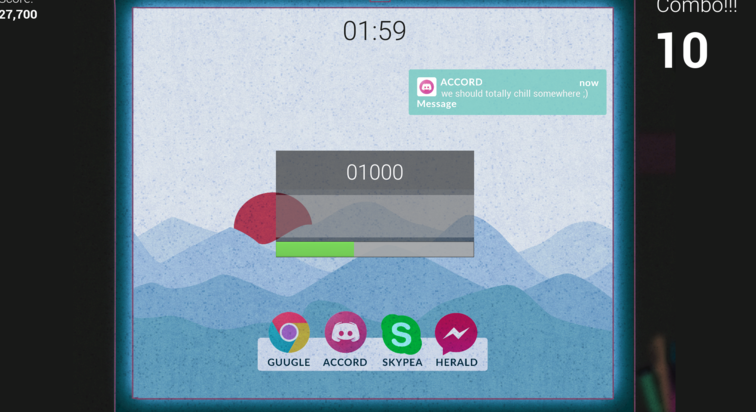 Score:
27,700
Combo!!!
10
01:59
ACCORD now
we should totally chill somewhere ;)
Message
01000
GUUGLE ACCORD SKYPEA HERALD